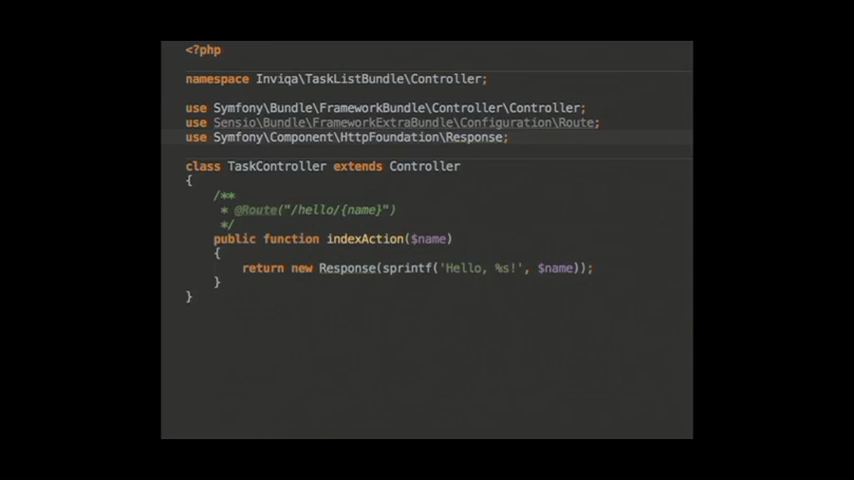 <?php
namespace Inviqa\TaskListBundle\Controller;
use Symfony\Bundle\FrameworkBundle\Controller\Controller;
use Sensio\Bundle\FrameworkExtraBundle\Configuration\Route;
use Symfony\Component\HttpFoundation\Response;
class TaskController extends Controller
{
/**
* @Route("/hello/{name}")
*/
public function indexAction($name)
{
return new Response(sprintf('Hello, %s!', $name));
}
}